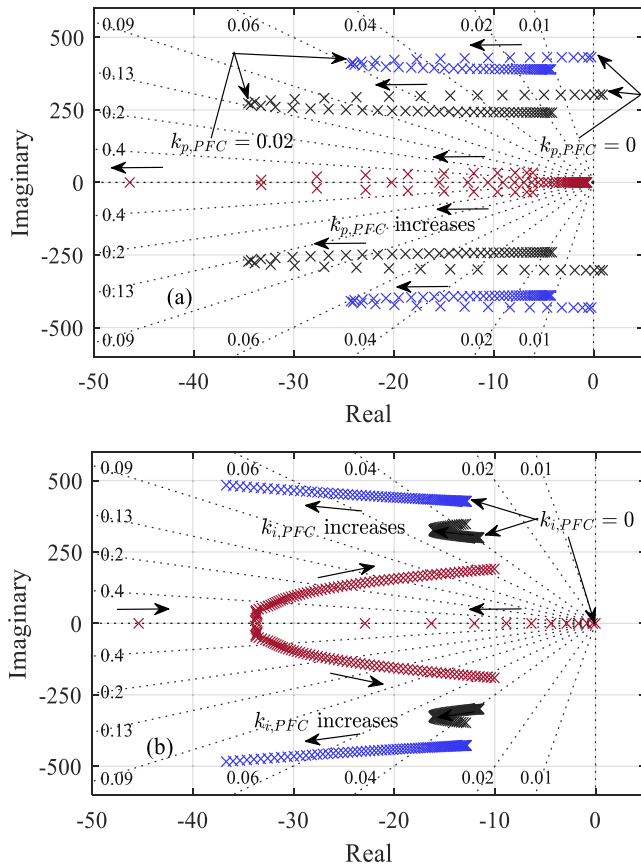 0.09 0.06 0.04 0.02 0.01
500
0.13
250
0.2
k_{p,PFC} = 0.02
k_{p,PFC} = 0
0.4
0
0.4
k_{p,PFC} increases
0.2
-250
0.13
(a)
-500
0.09 0.06 0.04 0.02 0.01
-50 -40 -30 -20 -10 0
Real
Imaginary
0.09 0.06 0.04 0.02 0.01
500
0.13
k_{i,PFC} increases
k_{i,PFC} = 0
250
0.2
0.4
0
0.4
0.2
-250
0.13
k_{i,PFC} increases
(b)
-500
0.09 0.06 0.04 0.02 0.01
-50 -40 -30 -20 -10 0
Real
Imaginary